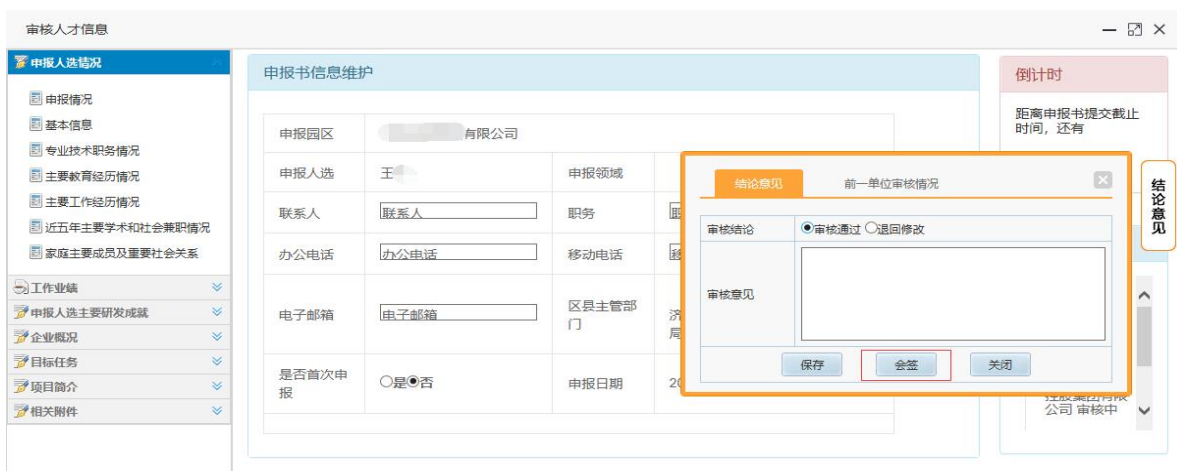 审核人才信息
申报人选情况
申报情况
基本信息
专业技术职务情况
主要教育经历情况
主要工作经历情况
近五年主要学术和社会兼职情况
家庭主要成员及重要社会关系
工作业绩
申报人选主要研发成就
企业概况
目标任务
项目简介
相关附件
申报书信息维护
申报园区
有限公司
申报人选
王
申报领域
联系人
联系人
职务
办公电话
办公电话
移动电话
电子邮箱
电子邮箱
区县主管部
门
济
局
是否首次申
报
是 否
申报日期
20
结论意见
前一单位审核情况
审核结论
审核通过 退回修改
审核意见
保存
会签
关闭
倒计时
距离申报书提交截止
时间，还有
结论意见
公司 审核中